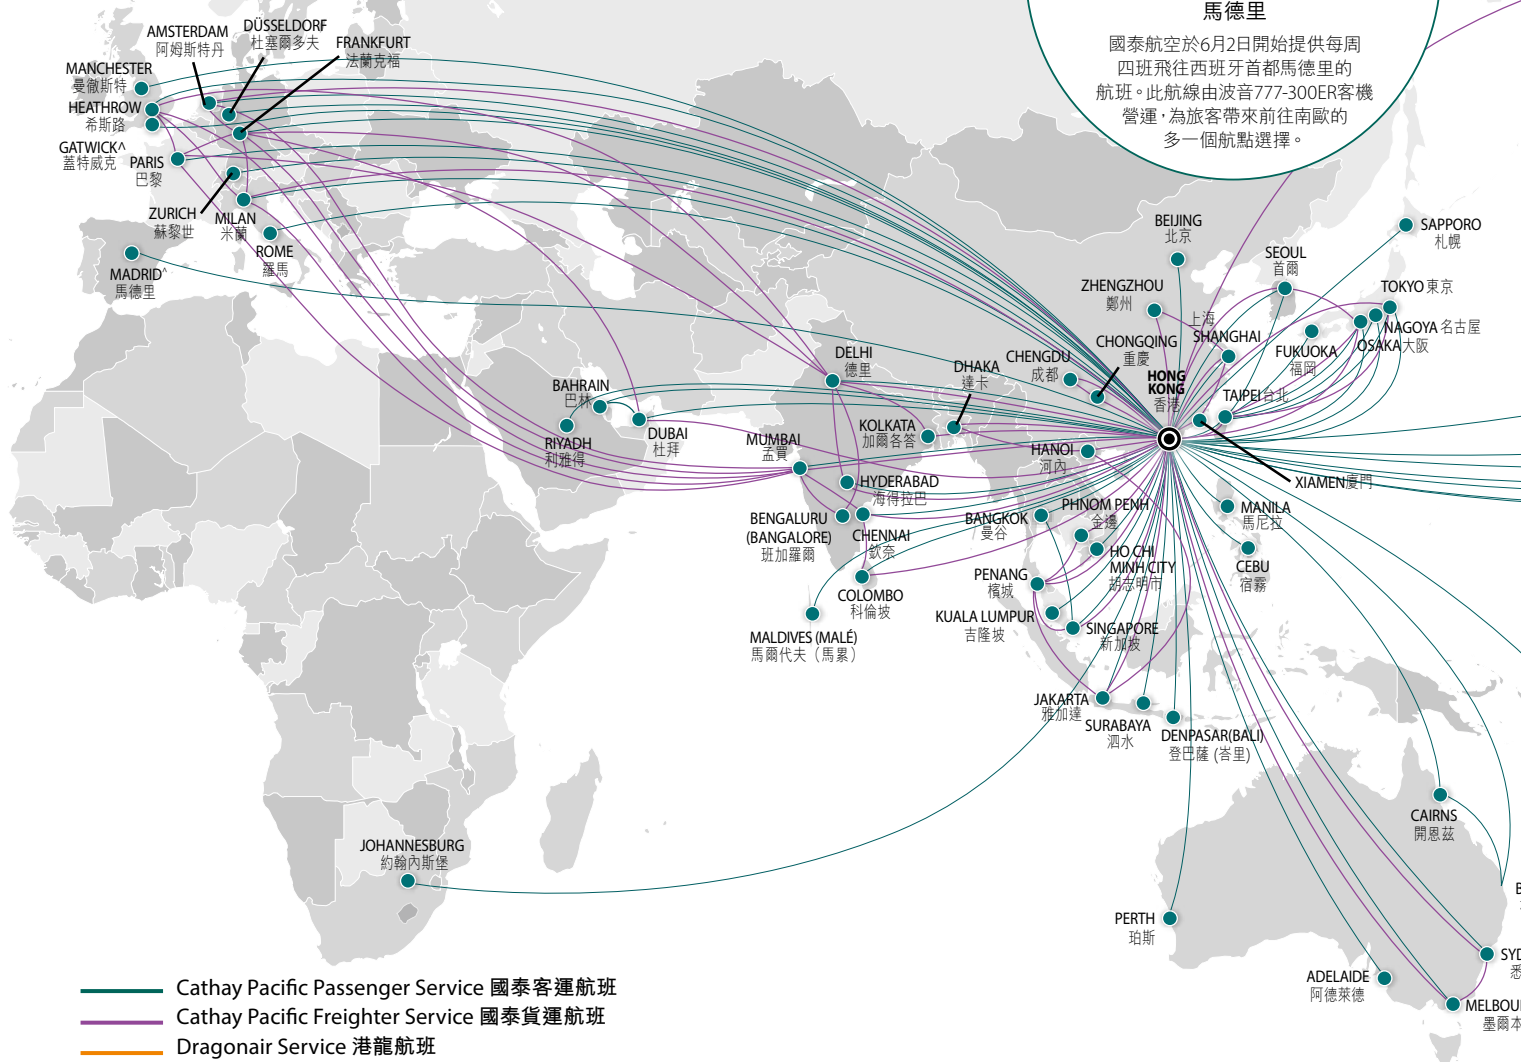 馬德里
國泰航空於6月2日開始提供每周
四班飛往西班牙首都馬德里的
航班。此航線由波音777-300ER客機
營運，為旅客帶來前往南歐的
多一個航點選擇。
AMSTERDAM
阿姆斯特丹
DÜSSELDORF
杜塞爾多夫
FRANKFURT
法蘭克福
MANCHESTER
曼徹斯特
HEATHROW
希斯路
GATWICK^
蓋特威克
PARIS
巴黎
ZURICH
蘇黎世
MILAN
米蘭
ROME
羅馬
MADRID^
馬德里
BEIJING
北京
SEOUL
首爾
SAPPORO
札幌
ZHENGZHOU
鄭州
TOKYO 東京
NAGOYA 名古屋
OSAKA 大阪
FUKUOKA
福岡
上海
SHANGHAI
CHONGQING
重慶
CHENGDU
成都
DHAKA
達卡
DELHI
德里
HONG
KONG
香港
TAIPEI 台北
XIAMEN 廈門
BAHRAIN
巴林
RIYADH
利雅得
DUBAI
杜拜
MUMBAI
孟買
KOLKATA
加爾各答
HANOI
河內
HYDERABAD
海得拉巴
BENGALURU
(BANGALORE)
班加羅爾
CHENNAI
欽奈
BANGKOK
曼谷
PHNOM PENH
金邊
HO CHI
MINH CITY
胡志明市
MANILA
馬尼拉
CEBU
宿霧
COLOMBO
科倫坡
MALDIVES (MALÉ)
馬爾代夫（馬累）
PENANG
檳城
KUALA LUMPUR
吉隆坡
SINGAPORE
新加坡
JAKARTA
雅加達
SURABAYA
泗水
DENPASAR(BALI)
登巴薩 (峇里)
JOHANNESBURG
約翰內斯堡
CAIRNS
開恩茲
PERTH
珀斯
ADELAIDE
阿德萊德
SYD
悉
MELBOU
墨爾本
Cathay Pacific Passenger Service 國泰客運航班
Cathay Pacific Freighter Service 國泰貨運航班
Dragonair Service 港龍航班